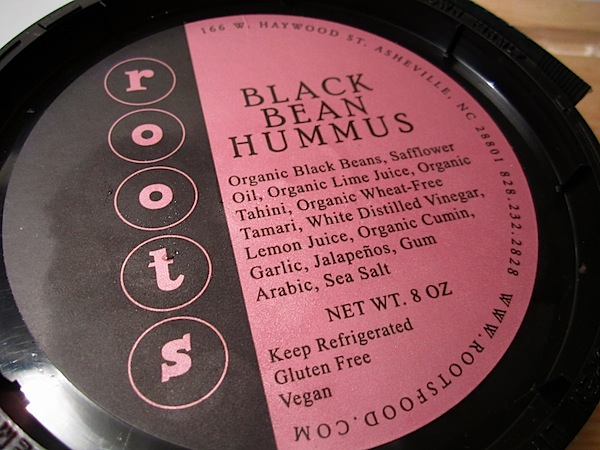 roots
166 W. HAYWOOD ST. ASHEVILLE, NC 28801 828.232.2828 WWW.ROOTSFOOD.COM
BLACK
BEAN
HUMMUS
Organic Black Beans, Safflower
Oil, Organic Lime Juice, Organic
Tahini, Organic Wheat-Free
Tamari, White Distilled Vinegar,
Lemon Juice, Organic Cumin,
Garlic, Jalapeños, Gum
Arabic, Sea Salt
NET WT. 8 OZ
Keep Refrigerated
Gluten Free
Vegan